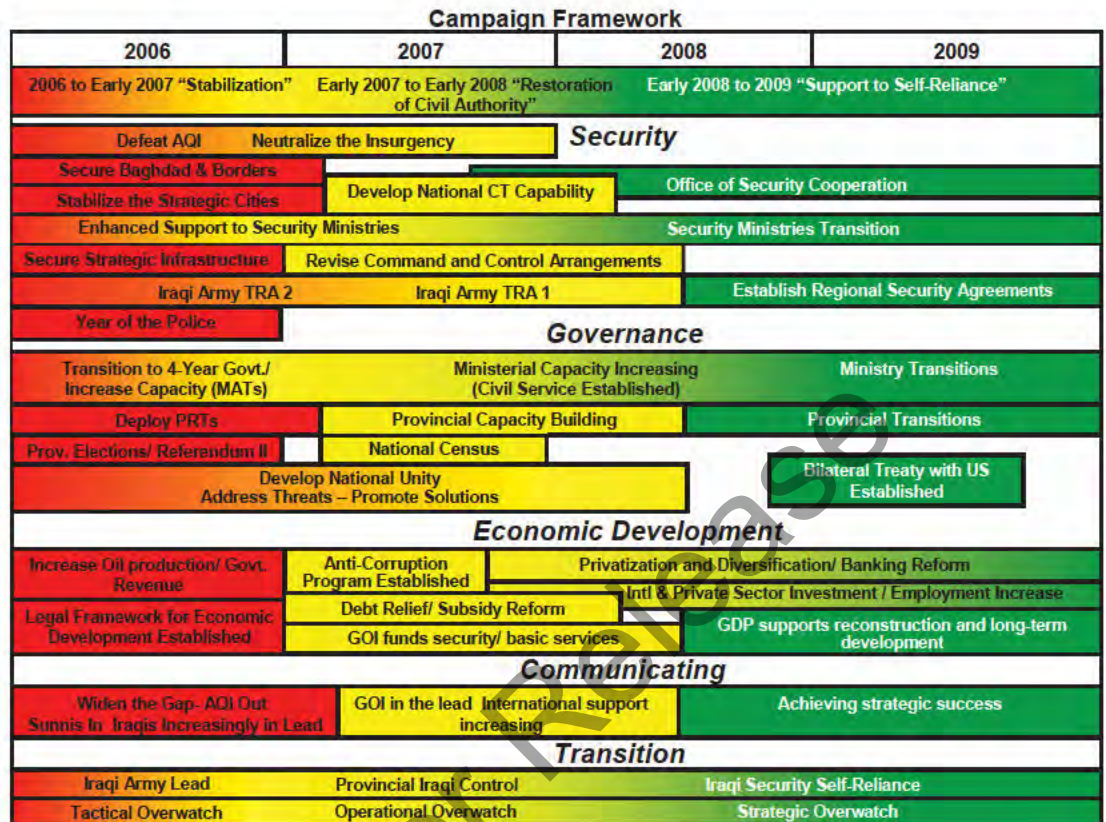 Campaign Framework
2006 2007 2008 2009
2006 to Early 2007 “Stabilization” Early 2007 to Early 2008 “Restoration of Civil Authority” Early 2008 to 2009 “Support to Self-Reliance”
Security
Defeat AQI Neutralize the Insurgency
Secure Baghdad & Borders
Stabilize the Strategic Cities
Develop National CT Capability
Office of Security Cooperation
Enhanced Support to Security Ministries Security Ministries Transition
Secure Strategic Infrastructure Revise Command and Control Arrangements
Iraqi Army TRA 2 Iraqi Army TRA 1 Establish Regional Security Agreements
Year of the Police
Governance
Transition to 4-Year Govt./
Increase Capacity (MATs)
Ministerial Capacity Increasing
(Civil Service Established)
Ministry Transitions
Deploy PRTs Provincial Capacity Building Provincial Transitions
Prov. Elections/ Referendum II National Census
Develop National Unity
Address Threats – Promote Solutions
Bilateral Treaty with US
Established
Economic Development
Increase Oil production/ Govt.
Revenue
Anti-Corruption
Program Established
Privatization and Diversification/ Banking Reform
Intl & Private Sector Investment / Employment Increase
Legal Framework for Economic
Development Established
Debt Relief/ Subsidy Reform
GOI funds security/ basic services
GDP supports reconstruction and long-term
development
Communicating
Widen the Gap- AQI Out
Sunnis In Iraqis Increasingly in Lead
GOI in the lead International support
increasing
Achieving strategic success
Transition
Iraqi Army Lead Provincial Iraqi Control Iraqi Security Self-Reliance
Tactical Overwatch Operational Overwatch Strategic Overwatch
Release